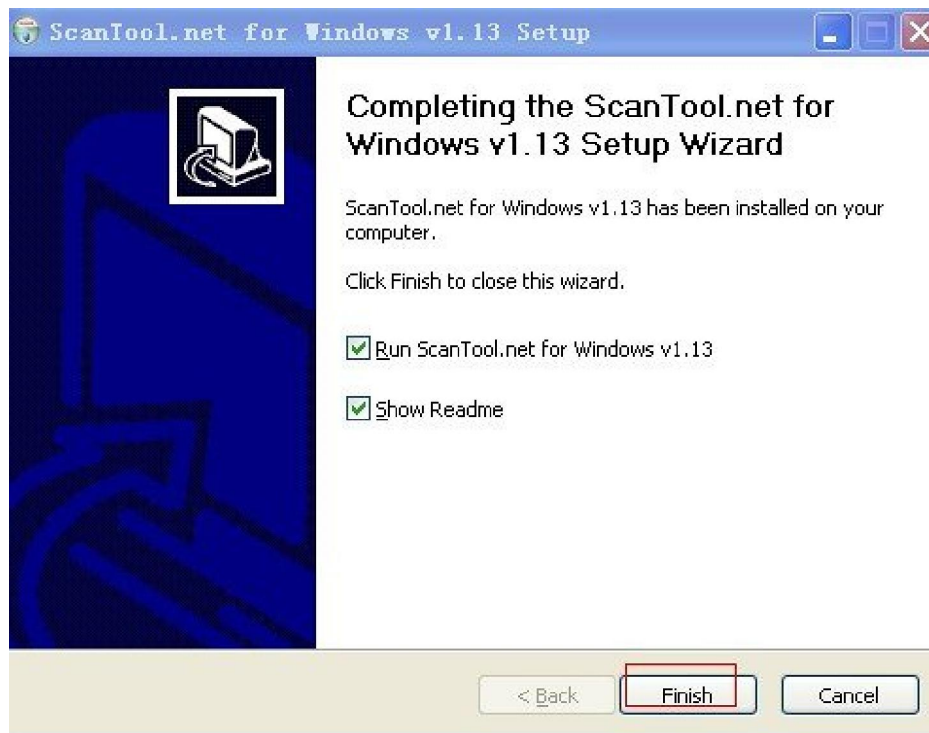 ScanTool.net for Windows v1.13 Setup
Completing the ScanTool.net for
Windows v1.13 Setup Wizard
ScanTool.net for Windows v1.13 has been installed on your
computer.
Click Finish to close this wizard.
Run ScanTool.net for Windows v1.13
Show Readme
< Back Finish Cancel